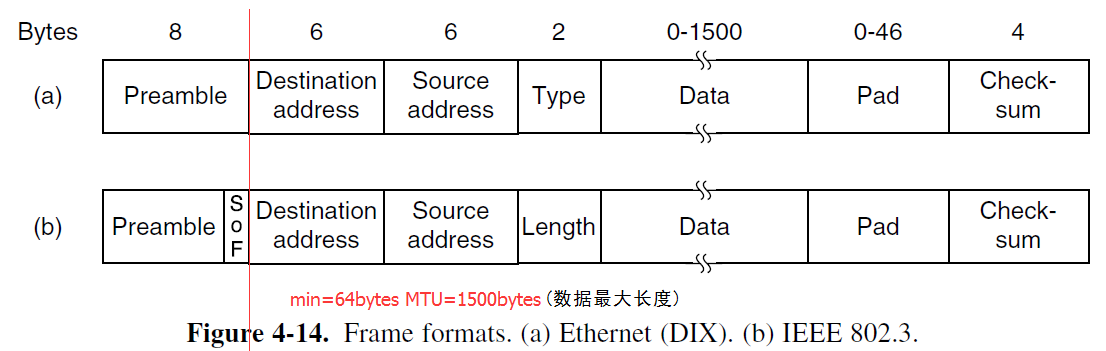 Bytes 8 6 6 2 0-1500 0-46 4
(a) Preamble Destination address Source address Type Data Pad Check-sum
(b) Preamble SoF Destination address Source address Length Data Pad Check-sum
min=64bytes MTU=1500bytes (数据最大长度)
Figure 4-14. Frame formats. (a) Ethernet (DIX). (b) IEEE 802.3.